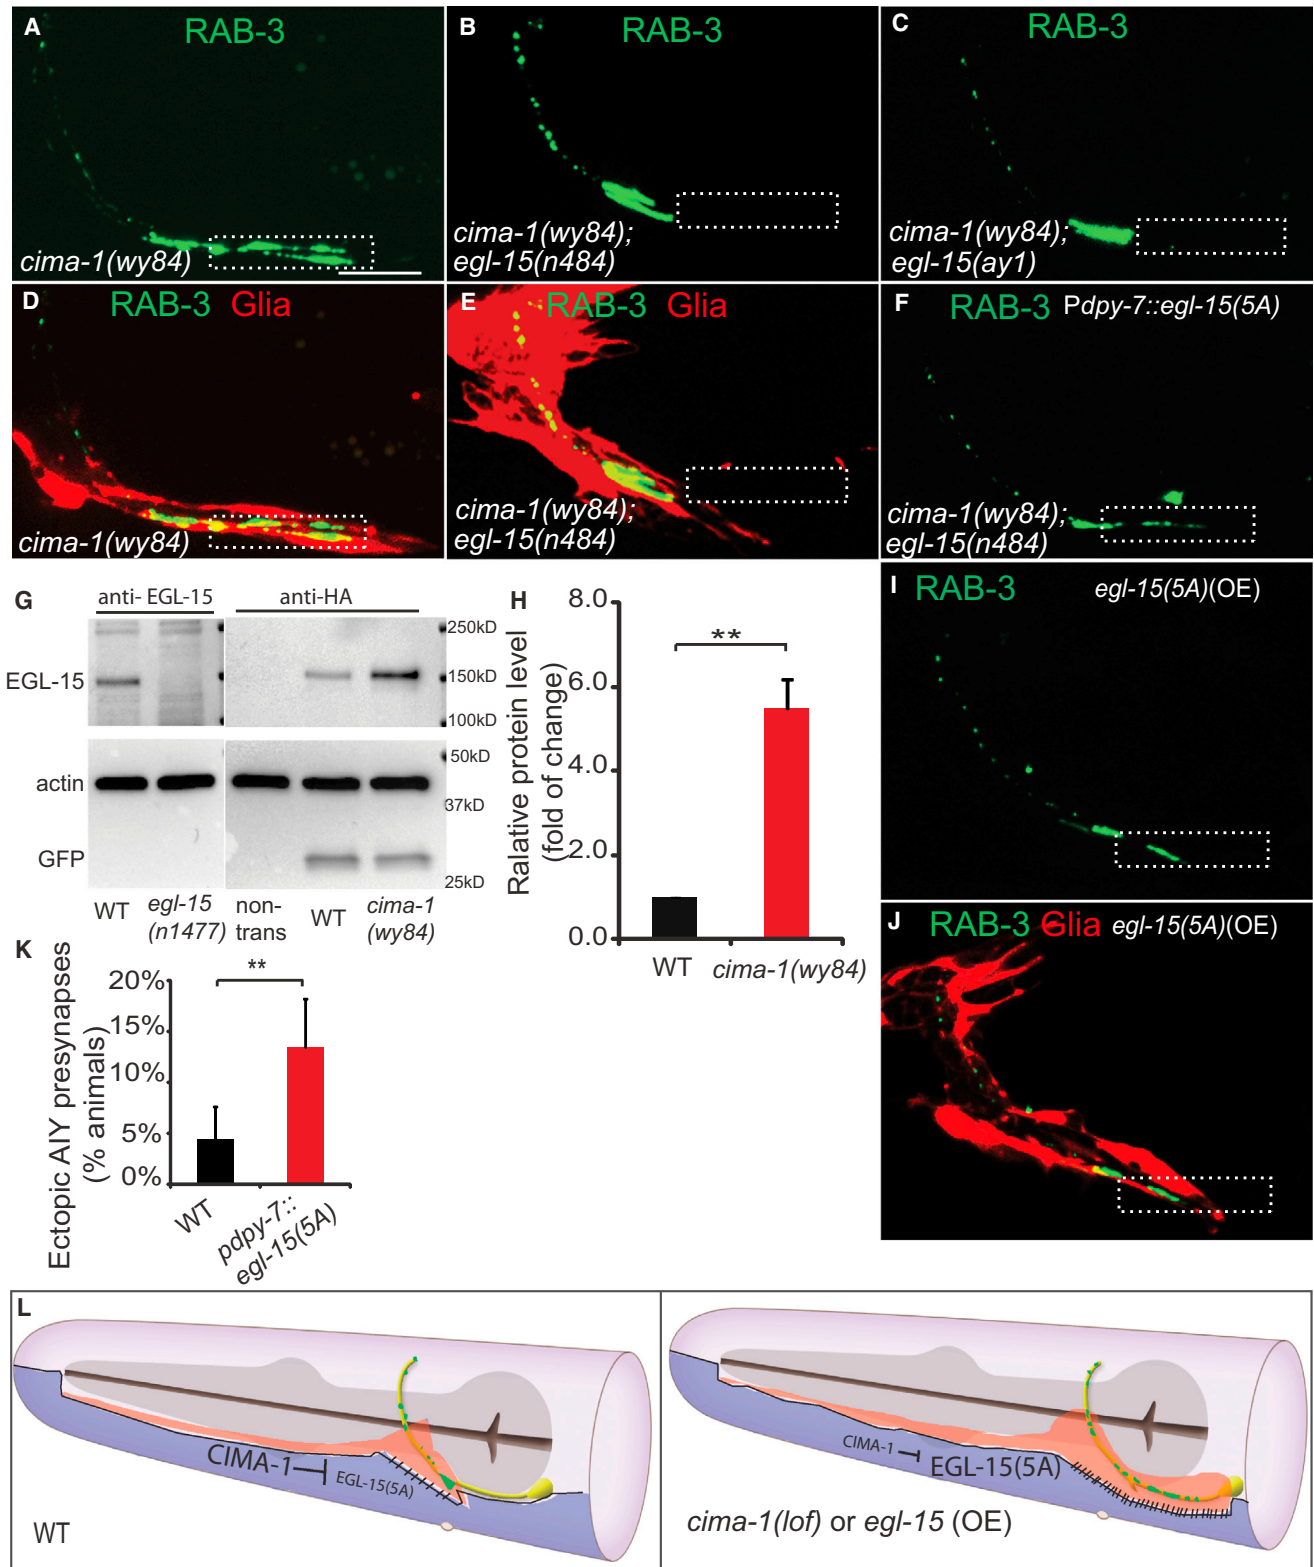 A
RAB-3
cima-1(wy84)
B
RAB-3
cima-1(wy84);
egl-15(n484)
C
RAB-3
cima-1(wy84);
egl-15(ay1)
D
RAB-3 Glia
cima-1(wy84)
E
RAB-3 Glia
cima-1(wy84);
egl-15(n484)
F
RAB-3 Pdpy-7::egl-15(5A)
cima-1(wy84);
egl-15(n484)
G
anti- EGL-15
anti-HA
EGL-15
250kD
150kD
100kD
50kD
actin
37kD
GFP
25kD
WT
egl-15
(n1477)
non-
trans
WT
cima-1
(wy84)
H
Ralative protein level
(fold of change)
8.0
6.0
4.0
2.0
0.0
**
WT
cima-1(wy84)
I
RAB-3
egl-15(5A)(OE)
J
RAB-3 Glia egl-15(5A)(OE)
K
Ectopic AIY presynapses
(% animals)
20%
15%
10%
5%
0%
**
WT
pdpy-7::
egl-15(5A)
L
CIMA-1
EGL-15(5A)
WT
CIMA-1
EGL-15(5A)
cima-1(lof) or egl-15 (OE)